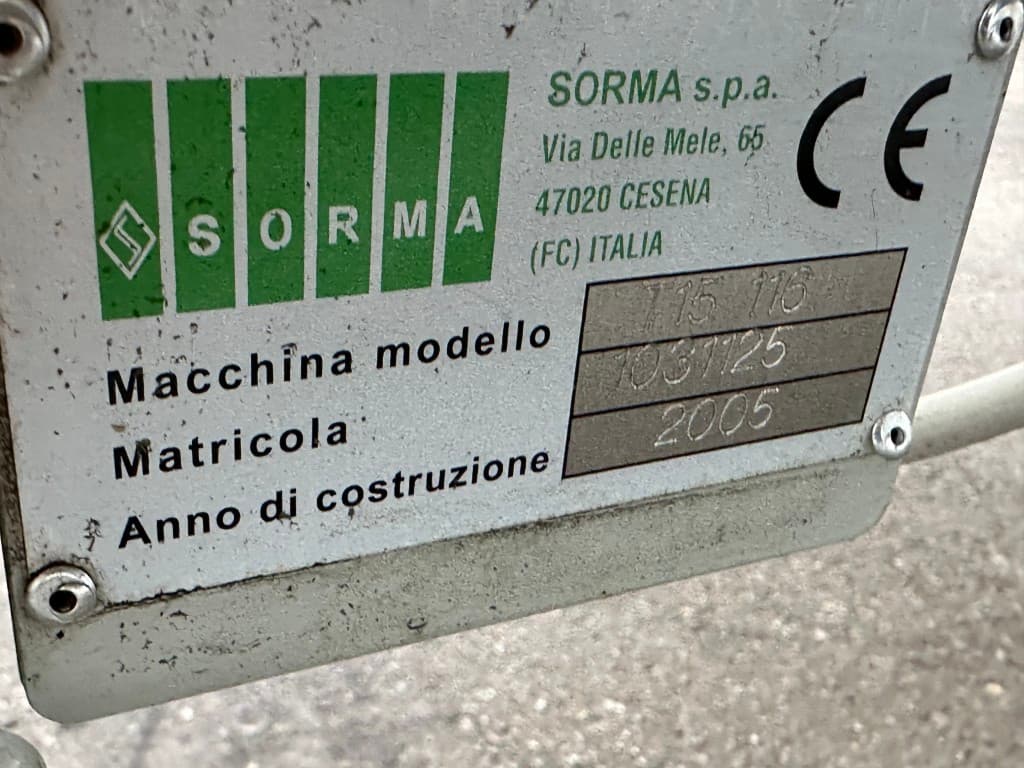 SORMA
SORMA s.p.a.
Via Delle Mele, 65
47020 CESENA
(FC) ITALIA
CE
Macchina modello T15 116
Matricola 1031125
Anno di costruzione 2005